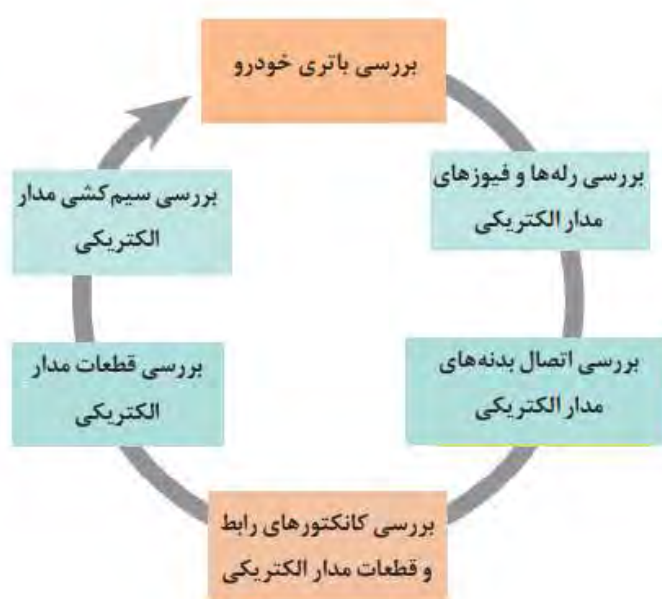 بررسی باتری خودرو
بررسی رله‌ها و فیوزهای
مدار الکتریکی
بررسی اتصال بدنه‌های
مدار الکتریکی
بررسی کانکتورهای رابط
و قطعات مدار الکتریکی
بررسی قطعات مدار
الکتریکی
بررسی سیم‌کشی مدار
الکتریکی